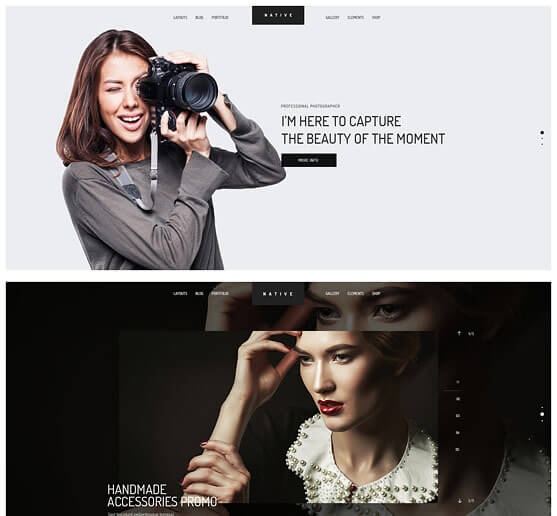 LAYOUTS BLOG PORTFOLIO NATIVE GALLERY ELEMENTS SHOP
PROFESSIONAL PHOTOGRAPHER
I'M HERE TO CAPTURE
THE BEAUTY OF THE MOMENT
MORE INFO
LAYOUTS BLOG PORTFOLIO NATIVE GALLERY ELEMENTS SHOP
HANDMADE
ACCESSORIES PROMO